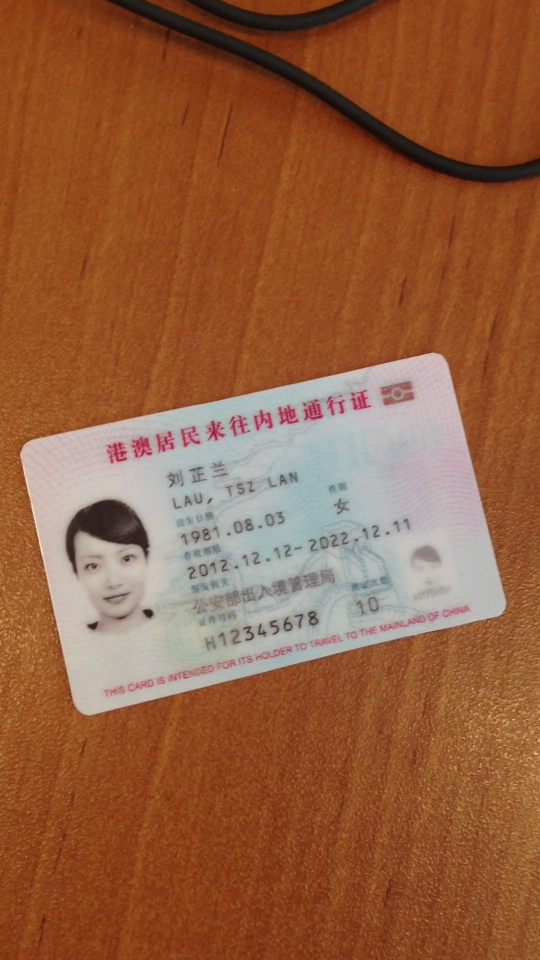 港澳居民来往内地通行证
刘芷兰
LAU, TSZ LAN
出生日期 性别
1981.08.03 女
有效期限
2012.12.12-2022.12.11
签发机关
公安部出入境管理局
证件号码 换证次数
H12345678 10
THIS CARD IS INTENDED FOR ITS HOLDER TO TRAVEL TO THE MAINLAND OF CHINA